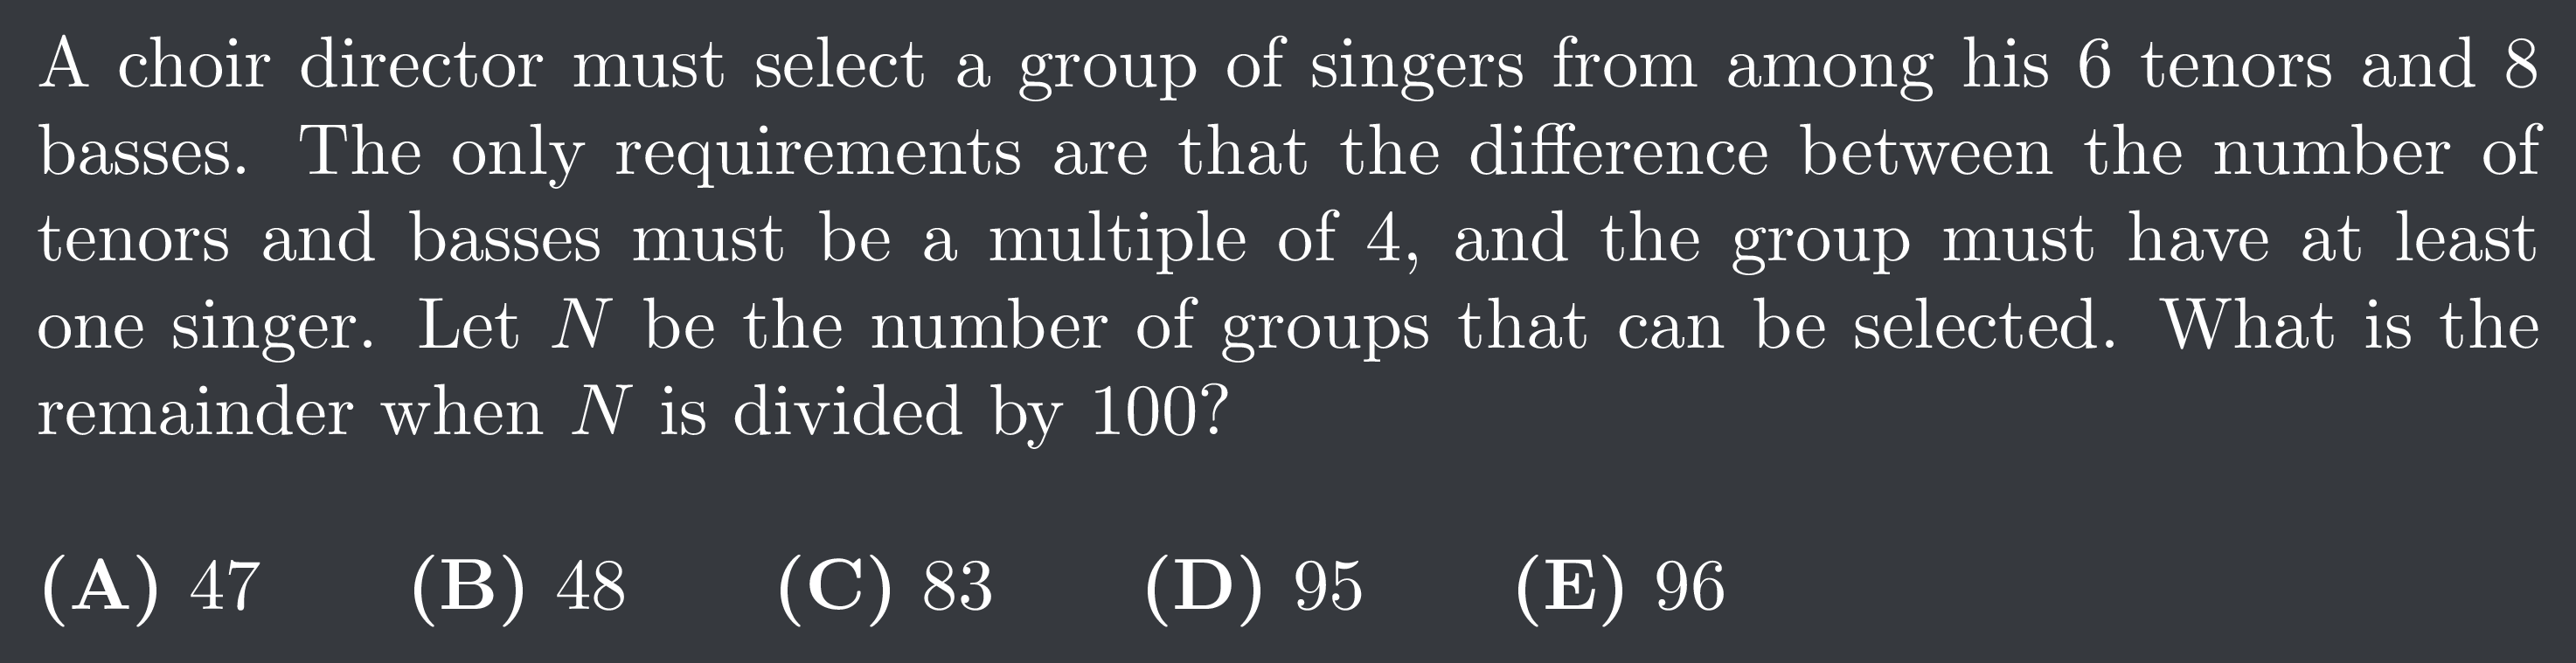 A choir director must select a group of singers from among his 6 tenors and 8
basses. The only requirements are that the difference between the number of
tenors and basses must be a multiple of 4, and the group must have at least
one singer. Let N be the number of groups that can be selected. What is the
remainder when N is divided by 100?
(A) 47 (B) 48 (C) 83 (D) 95 (E) 96